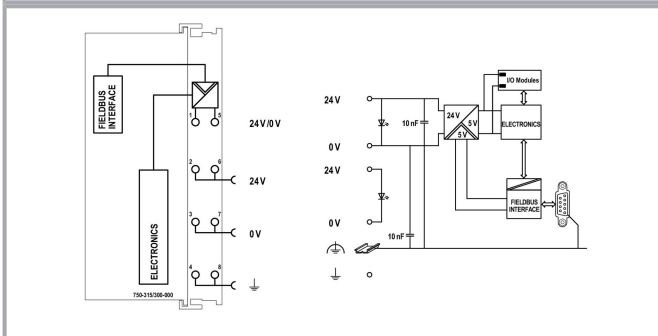 FIELDBUS
INTERFACE
ELECTRONICS
1
5
24 V /0 V
2
6
24 V
3
7
0 V
4
8
750-315/300-000
24 V
0 V
24 V
0 V
10 nF
10 nF
24 V
5 V
5 V
I/O Modules
ELECTRONICS
FIELDBUS
INTERFACE